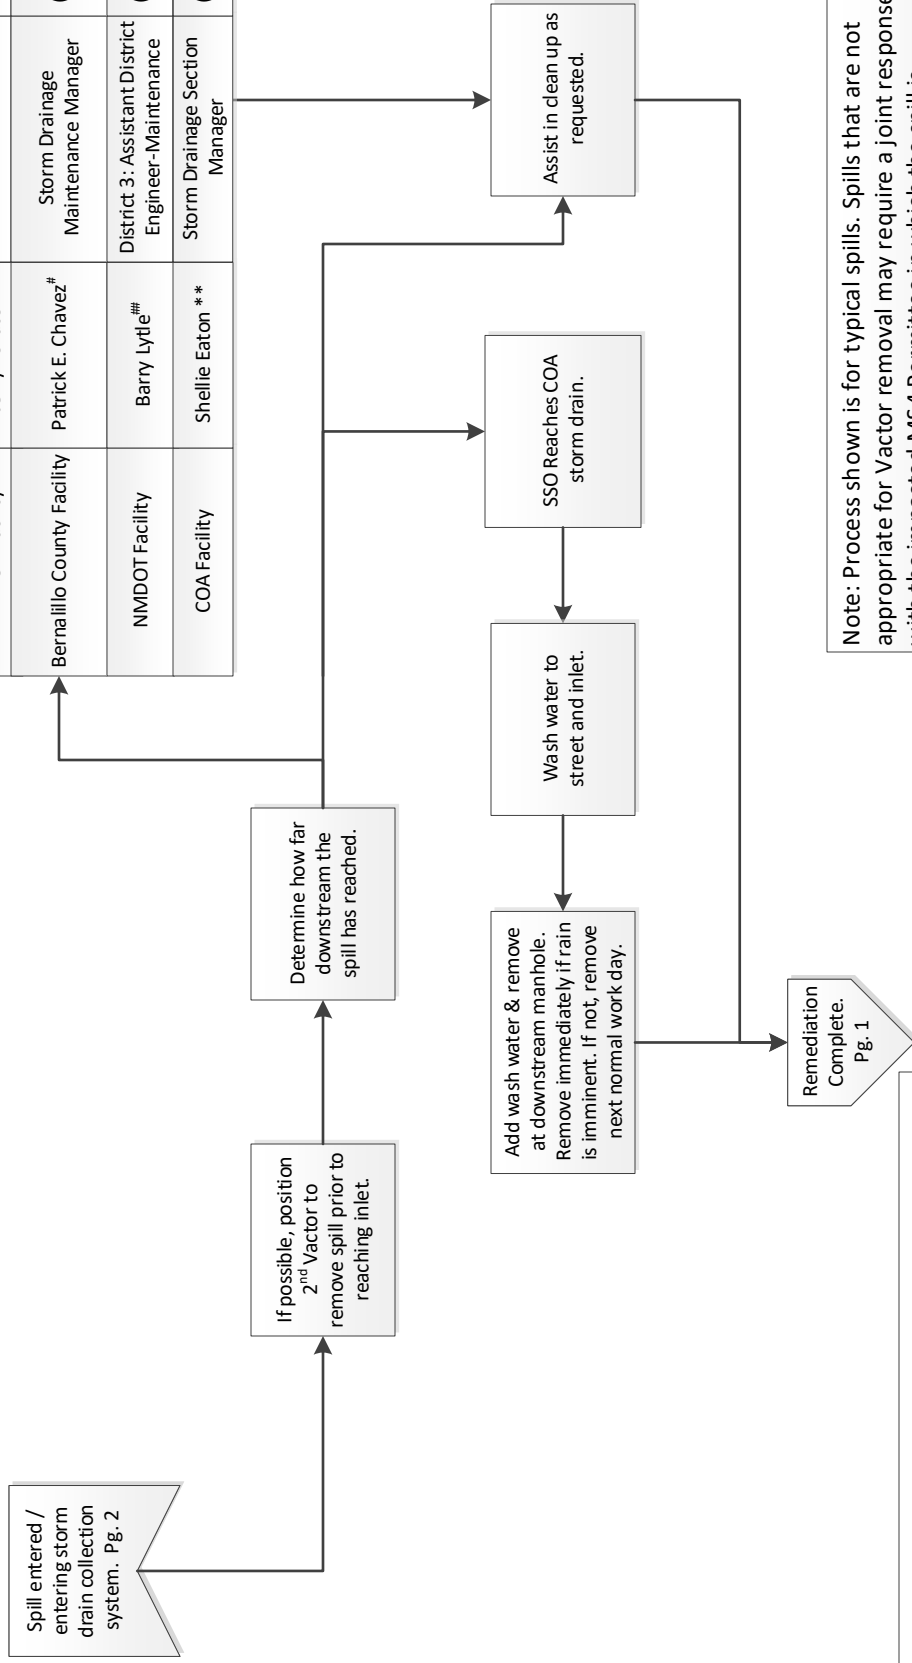 Storm Drainage
Maintenance Manager
Patrick E. Chavez#
Bernalillo County Facility
District 3: Assistant District
Engineer-Maintenance
Barry Lytle##
NMDOT Facility
Storm Drainage Section
Manager
Shellie Eaton **
COA Facility
Spill entered /
entering storm
drain collection
system. Pg. 2
If possible, position
2nd Vactor to
remove spill prior to
reaching inlet.
Determine how far
downstream the
spill has reached.
Add wash water & remove
at downstream manhole.
Remove immediately if rain
is imminent. If not, remove
next normal work day.
Wash water to
street and inlet.
SSO Reaches COA
storm drain.
Assist in clean up as
requested.
Remediation
Complete.
Pg. 1
Note: Process shown is for typical spills. Spills that are not
appropriate for Vactor removal may require a joint response